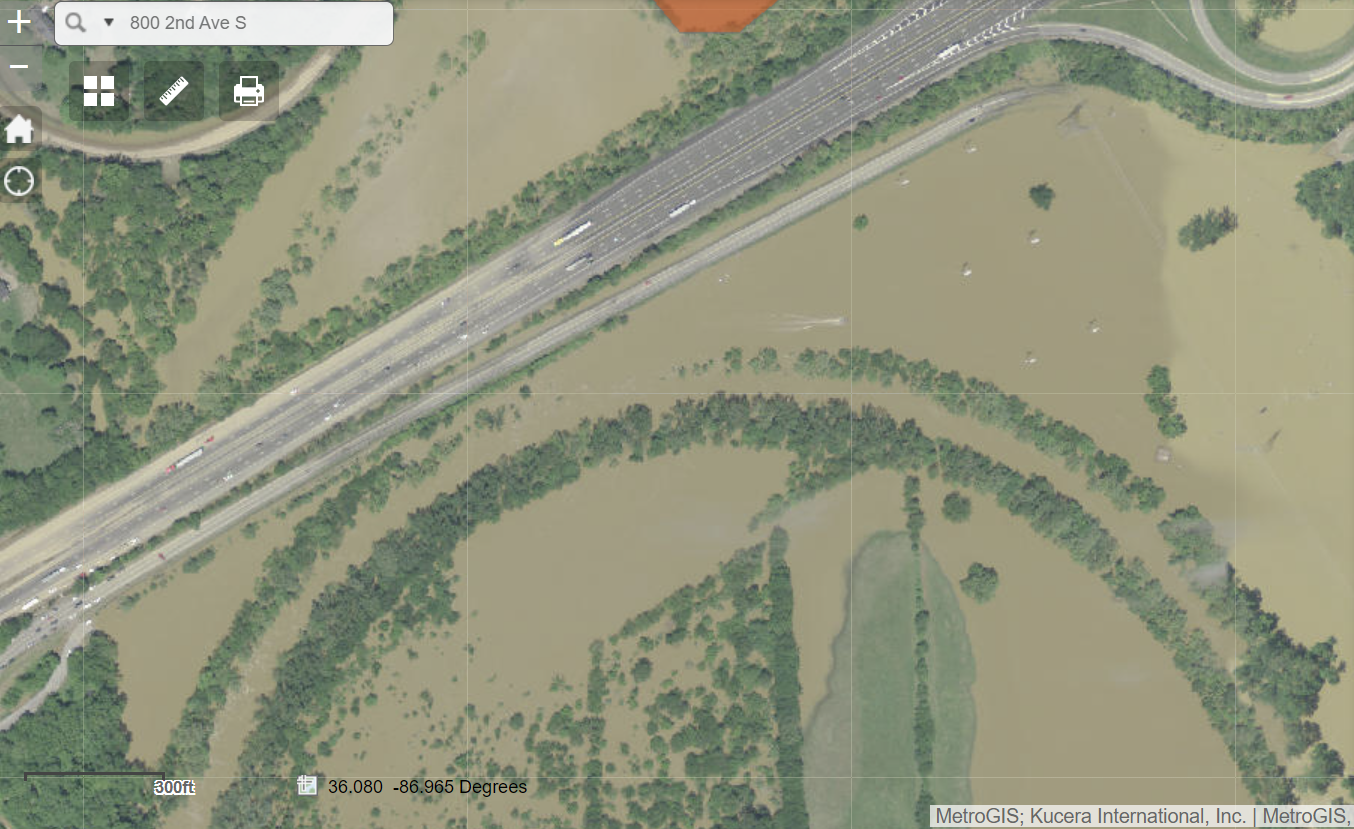 800 2nd Ave S
300ft
36.080 -86.965 Degrees
MetroGIS; Kucera International, Inc. | MetroGIS,